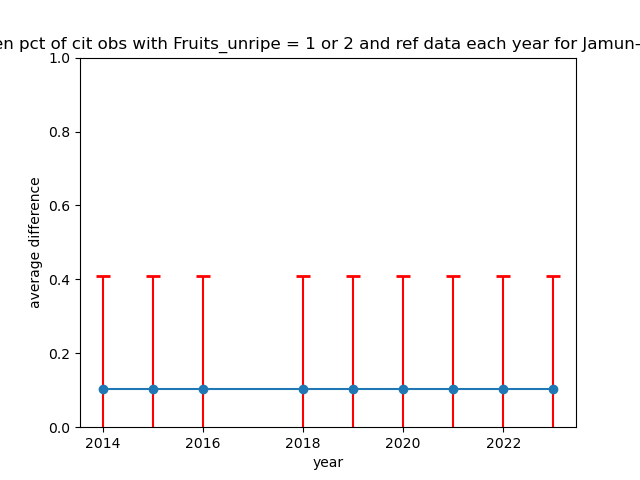 en pct of cit obs with Fruits_unripe = 1 or 2 and ref data each year for Jamun-
1.0
0.8
0.6
0.4
0.2
0.0
average difference
2014 2016 2018 2020 2022
year